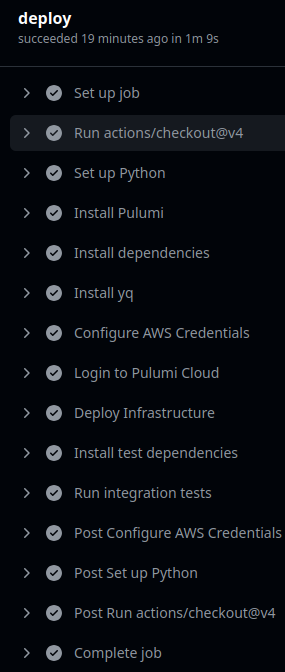 deploy
succeeded 19 minutes ago in 1m 9s
Set up job
Run actions/checkout@v4
Set up Python
Install Pulumi
Install dependencies
Install yq
Configure AWS Credentials
Login to Pulumi Cloud
Deploy Infrastructure
Install test dependencies
Run integration tests
Post Configure AWS Credentials
Post Set up Python
Post Run actions/checkout@v4
Complete job